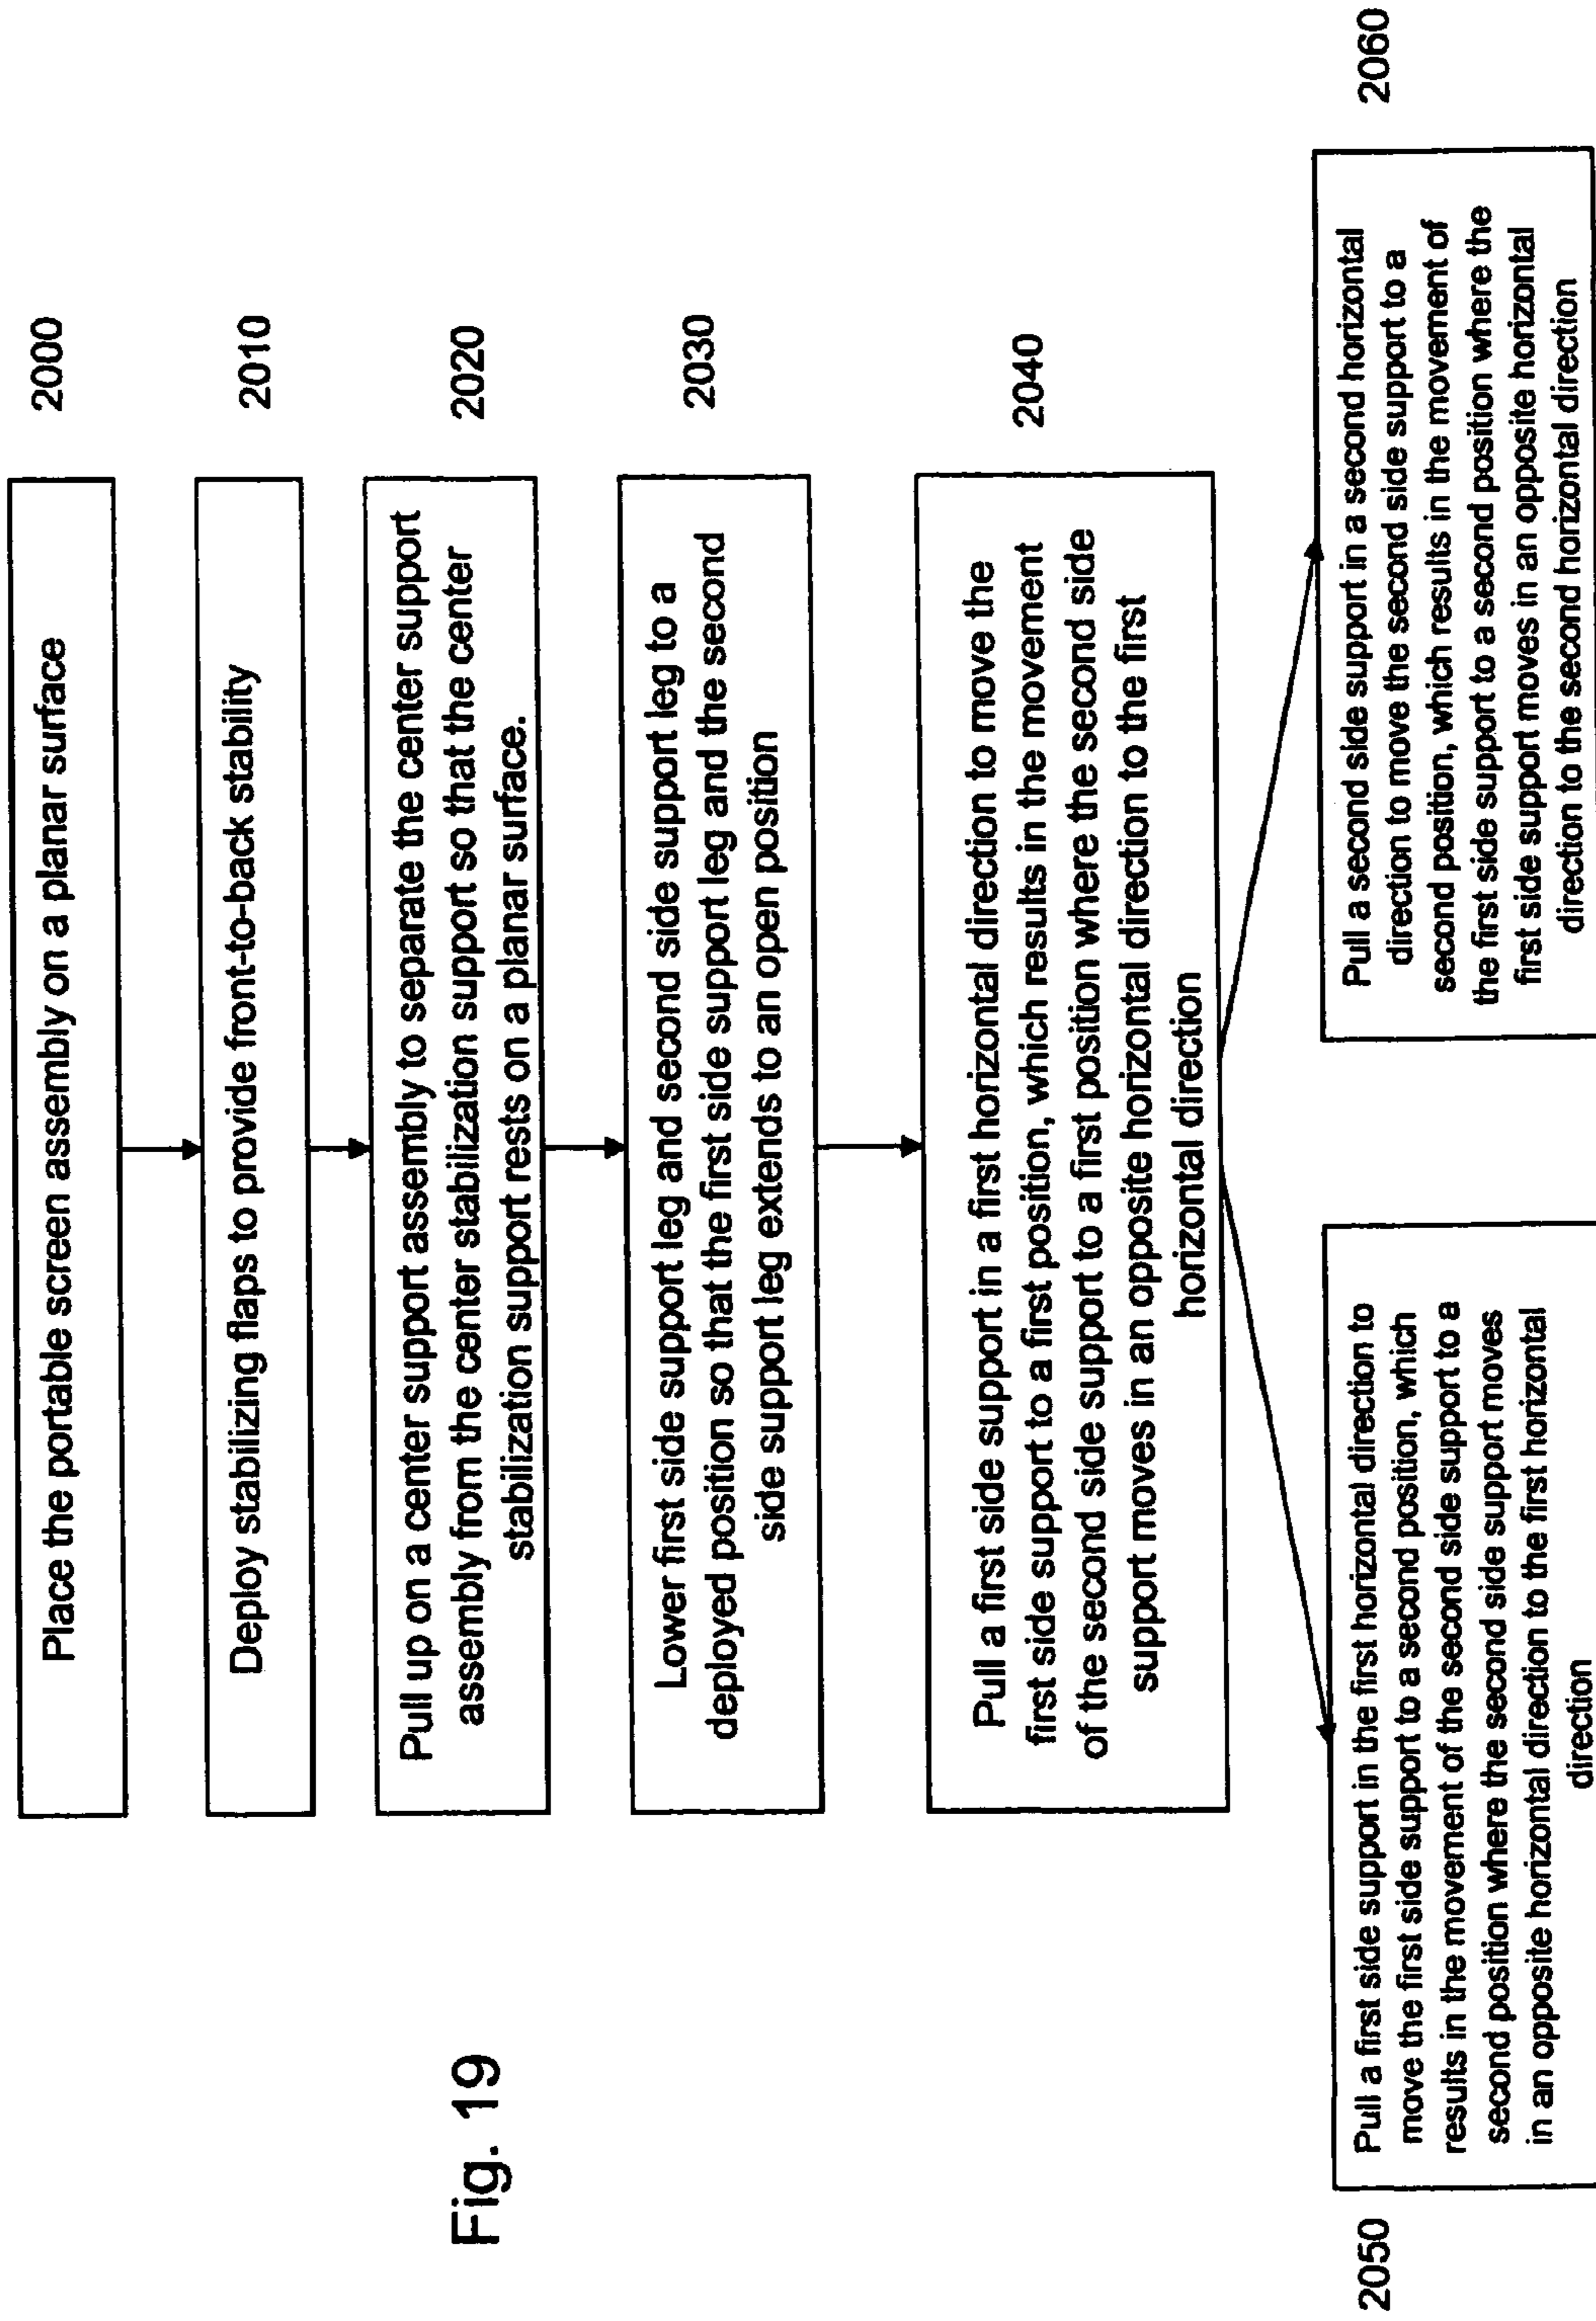 Fig. 19
Place the portable screen assembly on a planar surface
2000
Deploy stabilizing flaps to provide front-to-back stability
2010
Pull up on a center support assembly to separate the center support
assembly from the center stabilization support so that the center
stabilization support rests on a planar surface.
2020
Lower first side support leg and second side support leg to a
deployed position so that the first side support leg and the second
side support leg extends to an open position
2030
Pull a first side support in a first horizontal direction to move the
first side support to a first position, which results in the movement
of the second side support to a first position where the second side
support moves in an opposite horizontal direction to the first
horizontal direction
2040
2050
Pull a first side support in the first horizontal direction to
move the first side support to a second position, which
results in the movement of the second side support to a
second position where the second side support moves
in an opposite horizontal direction to the first horizontal
direction
Pull a second side support in a second horizontal
direction to move the second side support to a
second position, which results in the movement of
the first side support to a second position where the
first side support moves in an opposite horizontal
direction to the second horizontal direction
2060